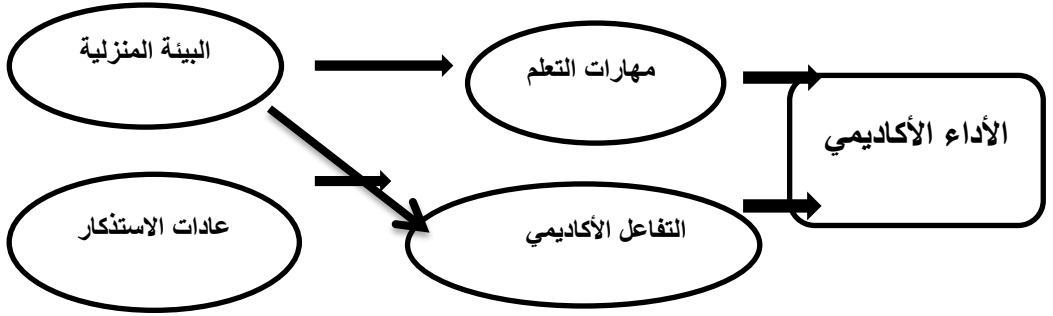 البيئة المنزلية
مهارات التعلم
الأداء الأكاديمي
عادات الاستذكار
التفاعل الأكاديمي